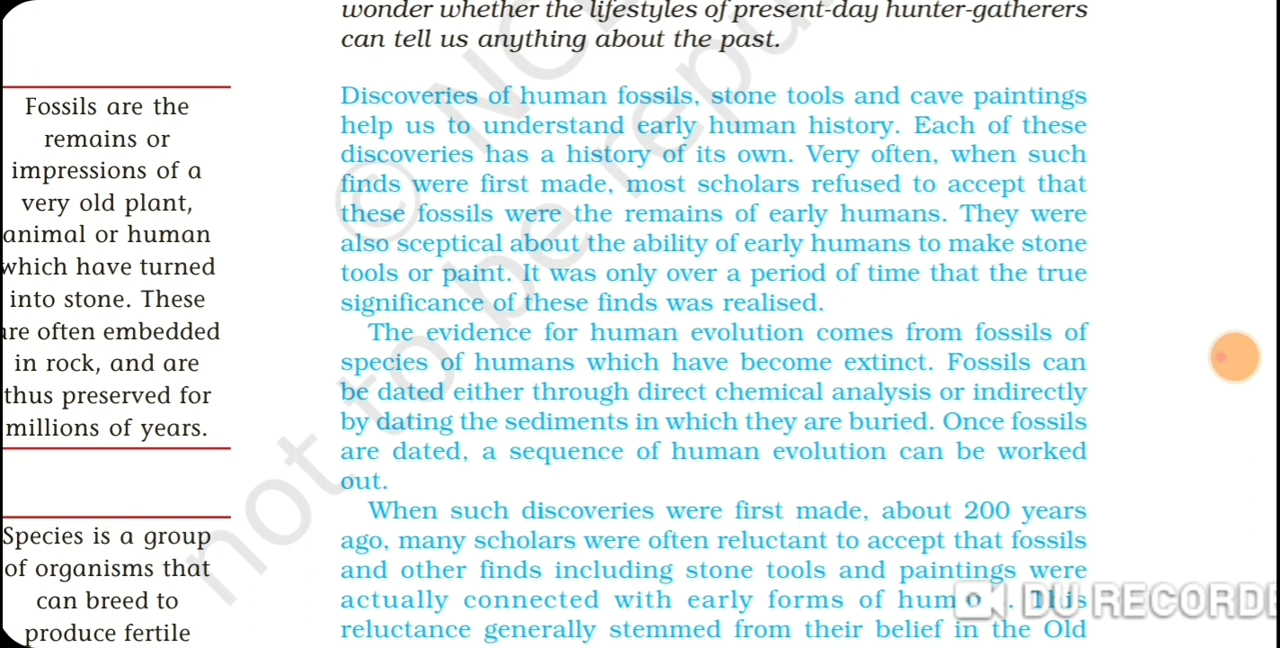 wonder whether the lifestyles of present-day hunter-gatherers
can tell us anything about the past.
Fossils are the
remains or
impressions of a
very old plant,
animal or human
which have turned
into stone. These
are often embedded
in rock, and are
thus preserved for
millions of years.
Species is a group
of organisms that
can breed to
produce fertile
Discoveries of human fossils, stone tools and cave paintings
help us to understand early human history. Each of these
discoveries has a history of its own. Very often, when such
finds were first made, most scholars refused to accept that
these fossils were the remains of early humans. They were
also sceptical about the ability of early humans to make stone
tools or paint. It was only over a period of time that the true
significance of these finds was realised.
The evidence for human evolution comes from fossils of
species of humans which have become extinct. Fossils can
be dated either through direct chemical analysis or indirectly
by dating the sediments in which they are buried. Once fossils
are dated, a sequence of human evolution can be worked
out.
When such discoveries were first made, about 200 years
ago, many scholars were often reluctant to accept that fossils
and other finds including stone tools and paintings were
actually connected with early forms of This
reluctance generally stemmed from their belief in the Old
© NC
not to be repu
DU RECORDE